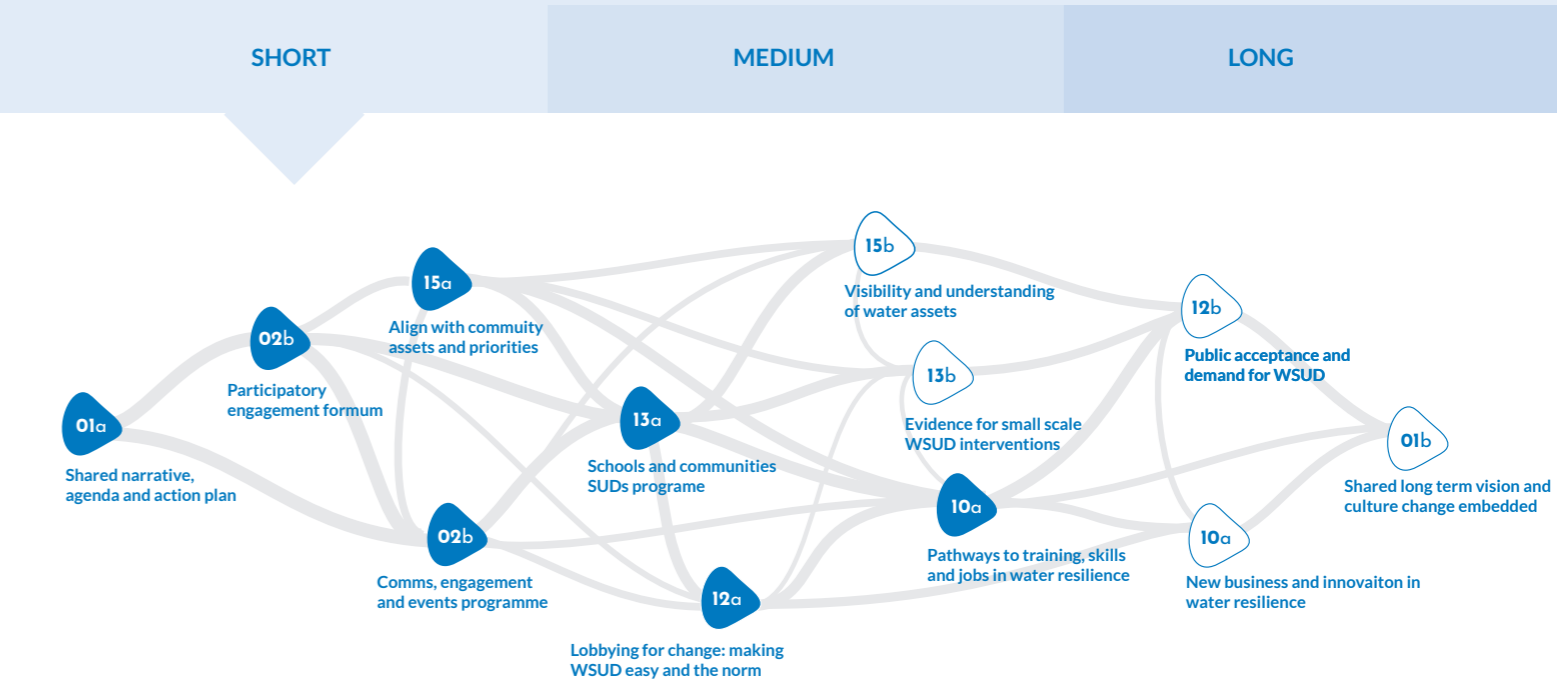 SHORT
MEDIUM
LONG
01a
Shared narrative,
agenda and action plan
02b
Participatory
engagement formum
15a
Align with commuity
assets and priorities
02b
Comms, engagement
and events programme
13a
Schools and communities
SUDs programe
12a
Lobbying for change: making
WSUD easy and the norm
15b
Visibility and understanding
of water assets
13b
Evidence for small scale
WSUD interventions
10a
Pathways to training, skills
and jobs in water resilience
12b
Public acceptance and
demand for WSUD
10a
New business and innovaiton in
water resilience
01b
Shared long term vision and
culture change embedded